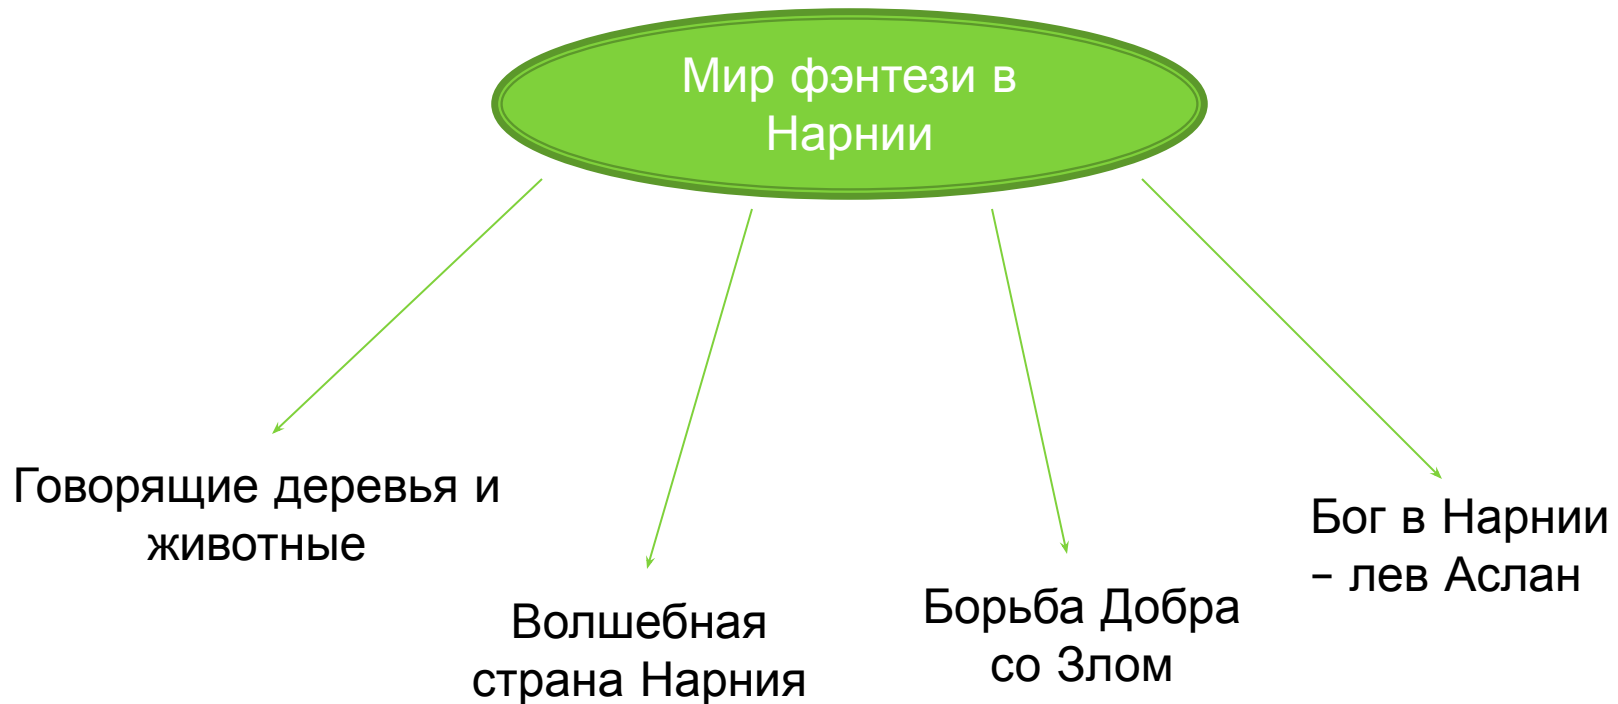 Мир фэнтези в
Нарнии
Говорящие деревья и
животные
Волшебная
страна Нарния
Борьба Добра
со Злом
Бог в Нарнии
– лев Аслан